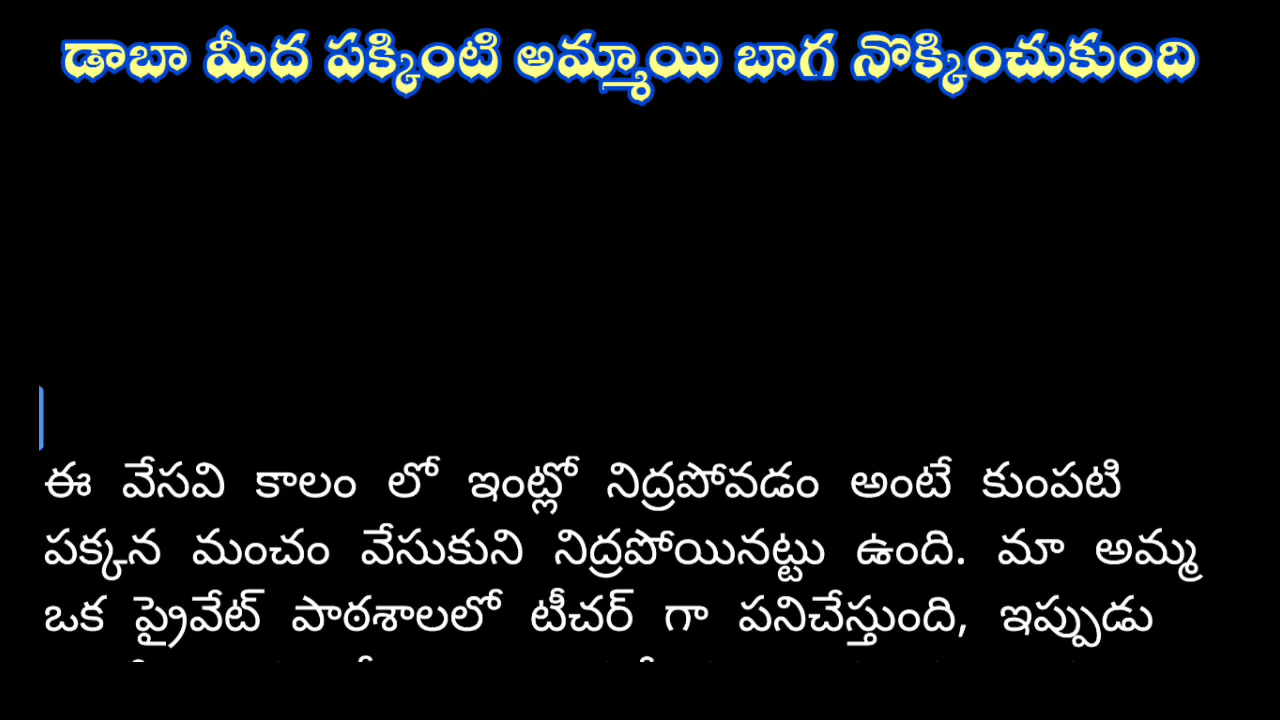 డాబా మీద పక్కింటి అమ్మాయి బాగ నొక్కించుకుంది
ఈ వేసవి కాలం లో ఇంట్లో నిద్రపోవడం అంటే కుంపటి
పక్కన మంచం వేసుకుని నిద్రపోయినట్టు ఉంది. మా అమ్మ
ఒక ప్రైవేట్ పాఠశాలలో టీచర్ గా పనిచేస్తుంది, ఇప్పుడు